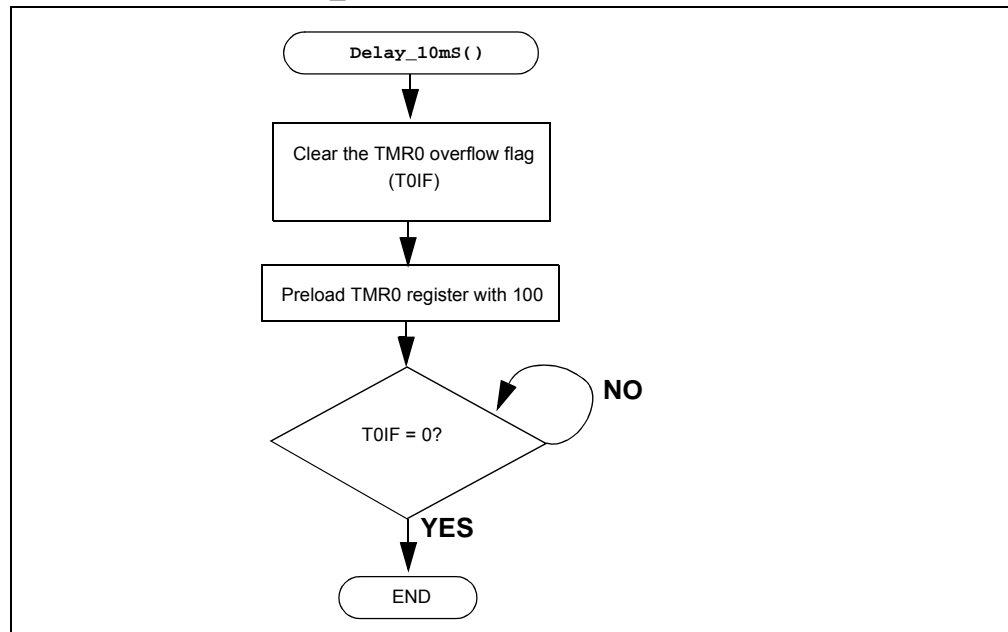 Delay_10mS()
Clear the TMR0 overflow flag
(T0IF)
Preload TMR0 register with 100
T0IF = 0?
NO
YES
END